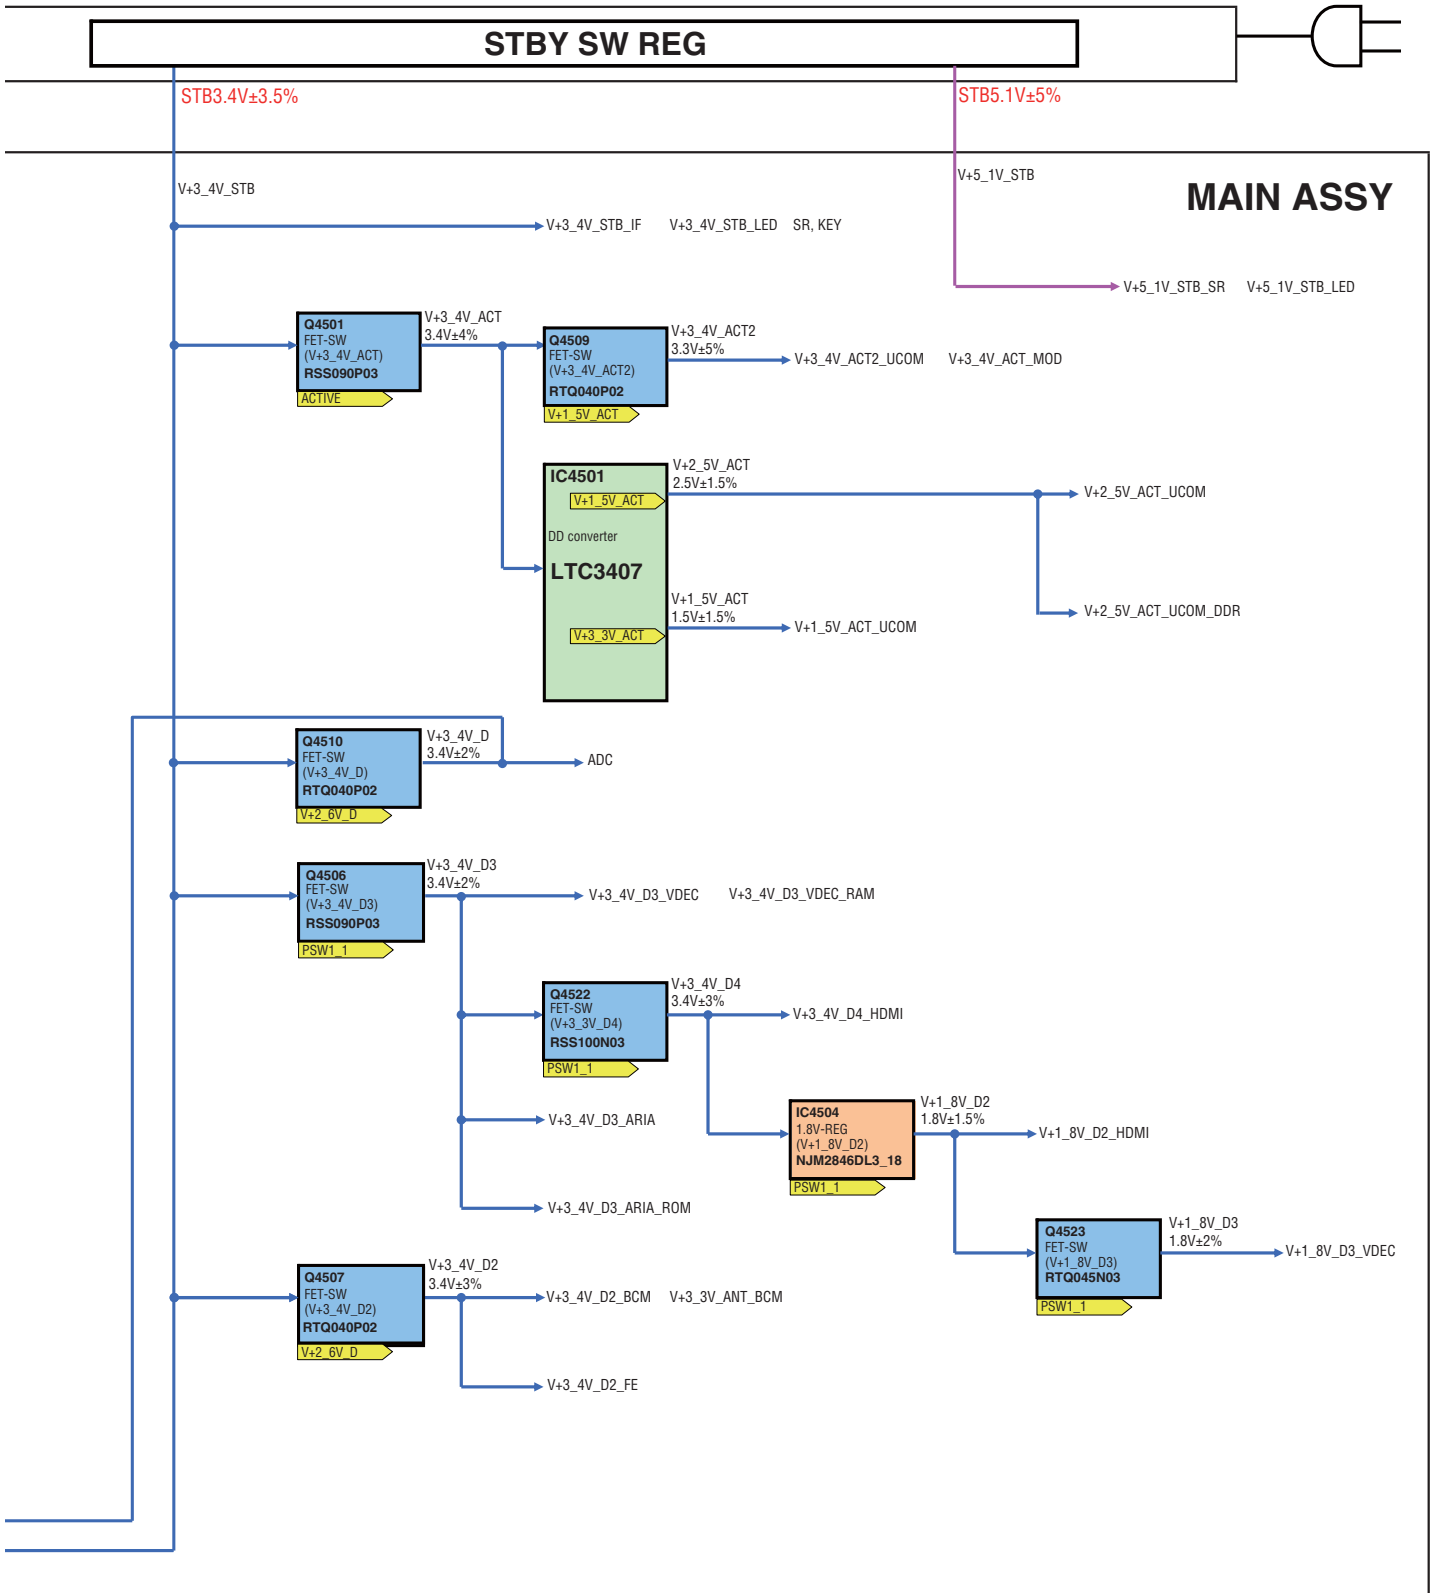 STBY SW REG
STB3.4V±3.5%
STB5.1V±5%
V+3_4V_STB
V+5_1V_STB
MAIN ASSY
V+3_4V_STB_IF V+3_4V_STB_LED SR, KEY
V+5_1V_STB_SR V+5_1V_STB_LED
Q4501
FET-SW
(V+3_4V_ACT)
RSS090P03
ACTIVE
V+3_4V_ACT
3.4V±4%
Q4509
FET-SW
(V+3_4V_ACT2)
RTQ040P02
V+1_5V_ACT
V+3_4V_ACT2
3.3V±5%
V+3_4V_ACT2_UCOM V+3_4V_ACT_MOD
IC4501
V+1_5V_ACT
DD converter
LTC3407
V+3_3V_ACT
V+2_5V_ACT
2.5V±1.5%
V+2_5V_ACT_UCOM
V+1_5V_ACT
1.5V±1.5%
V+1_5V_ACT_UCOM
V+2_5V_ACT_UCOM_DDR
Q4510
FET-SW
(V+3_4V_D)
RTQ040P02
V+2_6V_D
V+3_4V_D
3.4V±2%
ADC
Q4506
FET-SW
(V+3_4V_D3)
RSS090P03
PSW1_1
V+3_4V_D3
3.4V±2%
V+3_4V_D3_VDEC V+3_4V_D3_VDEC_RAM
Q4522
FET-SW
(V+3_3V_D4)
RSS100N03
PSW1_1
V+3_4V_D4
3.4V±3%
V+3_4V_D4_HDMI
V+3_4V_D3_ARIA
IC4504
1.8V-REG
(V+1_8V_D2)
NJM2846DL3_18
PSW1_1
V+1_8V_D2
1.8V±1.5%
V+1_8V_D2_HDMI
V+3_4V_D3_ARIA_ROM
Q4523
FET-SW
(V+1_8V_D3)
RTQ045N03
PSW1_1
V+1_8V_D3
1.8V±2%
V+1_8V_D3_VDEC
Q4507
FET-SW
(V+3_4V_D2)
RTQ040P02
V+2_6V_D
V+3_4V_D2
3.4V±3%
V+3_4V_D2_BCM V+3_3V_ANT_BCM
V+3_4V_D2_FE